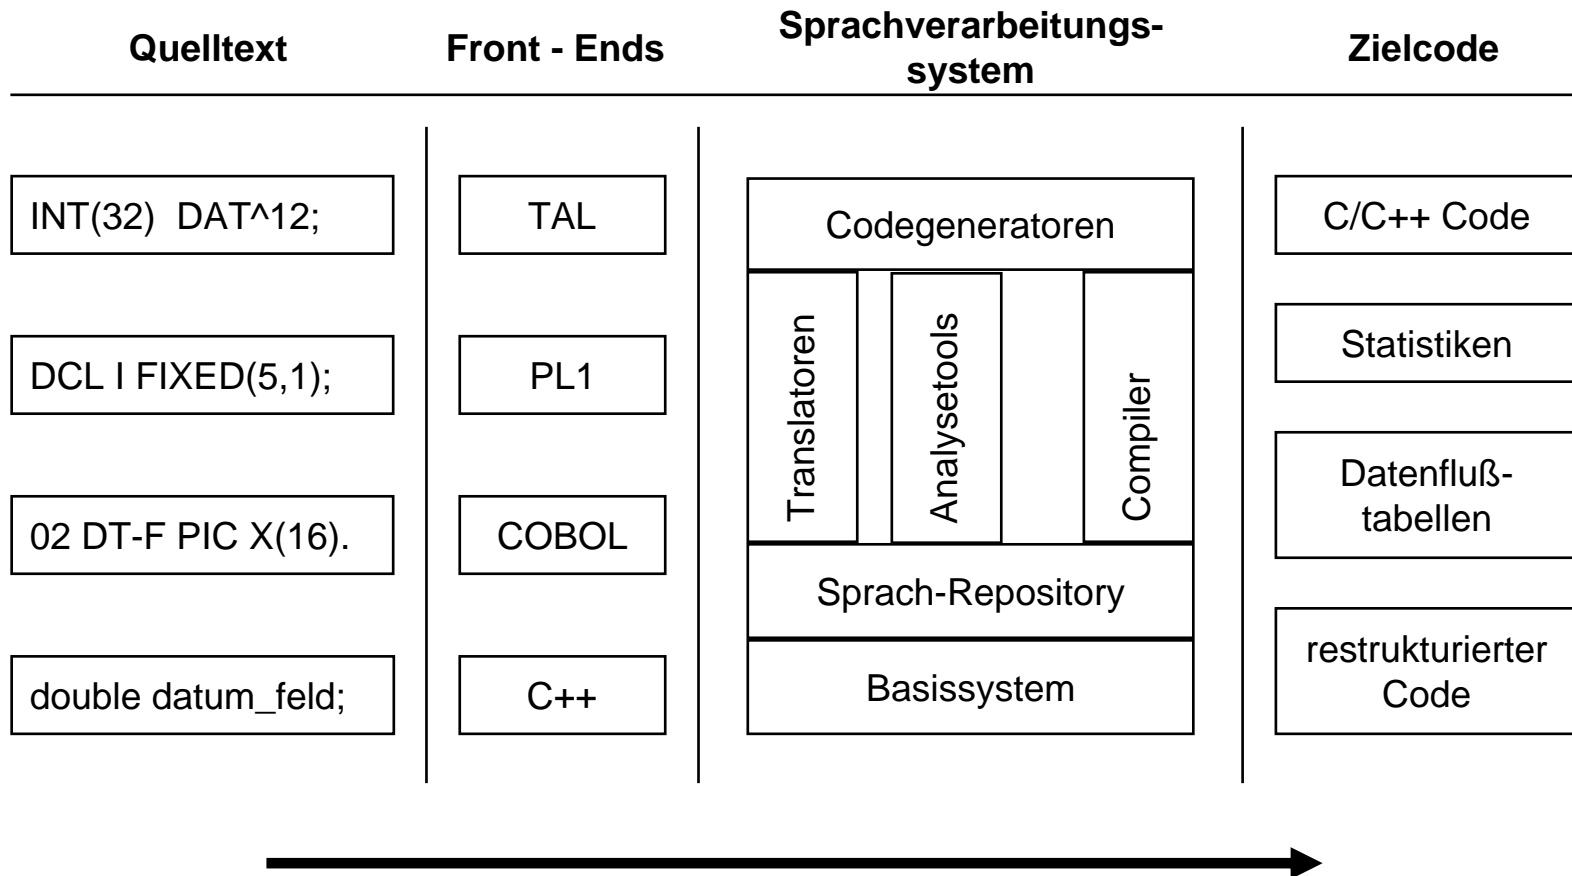 Quelltext
Front - Ends
Sprachverarbeitungs-
system
Zielcode
INT(32)  DAT^12;
DCL I FIXED(5,1);
02 DT-F PIC X(16).
double datum_feld;
TAL
PL1
COBOL
C++
Codegeneratoren
Translatoren
Analysetools
Compiler
Sprach-Repository
Basissystem
C/C++ Code
Statistiken
Datenfluß-
tabellen
restrukturierter
Code